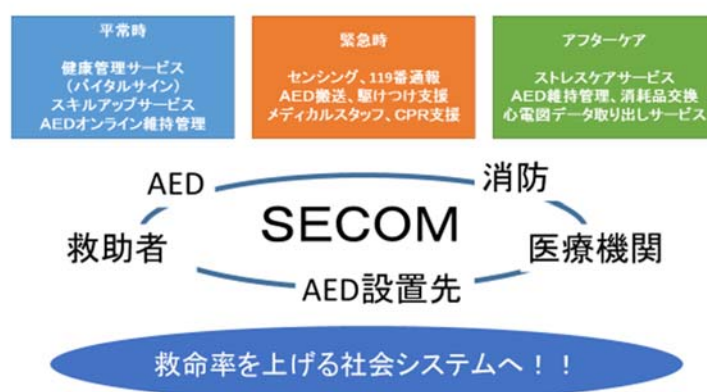 平常時
健康管理サービス
（バイタルサイン）
スキルアップサービス
AEDオンライン維持管理
緊急時
センシング、119番通報
AED搬送、駆けつけ支援
メディカルスタッフ、CPR支援
アフターケア
ストレスケアサービス
AED維持管理、消耗品交換
心電図データ取り出しサービス
AED
消防
SECOM
救助者
医療機関
AED設置先
救命率を上げる社会システムへ！！